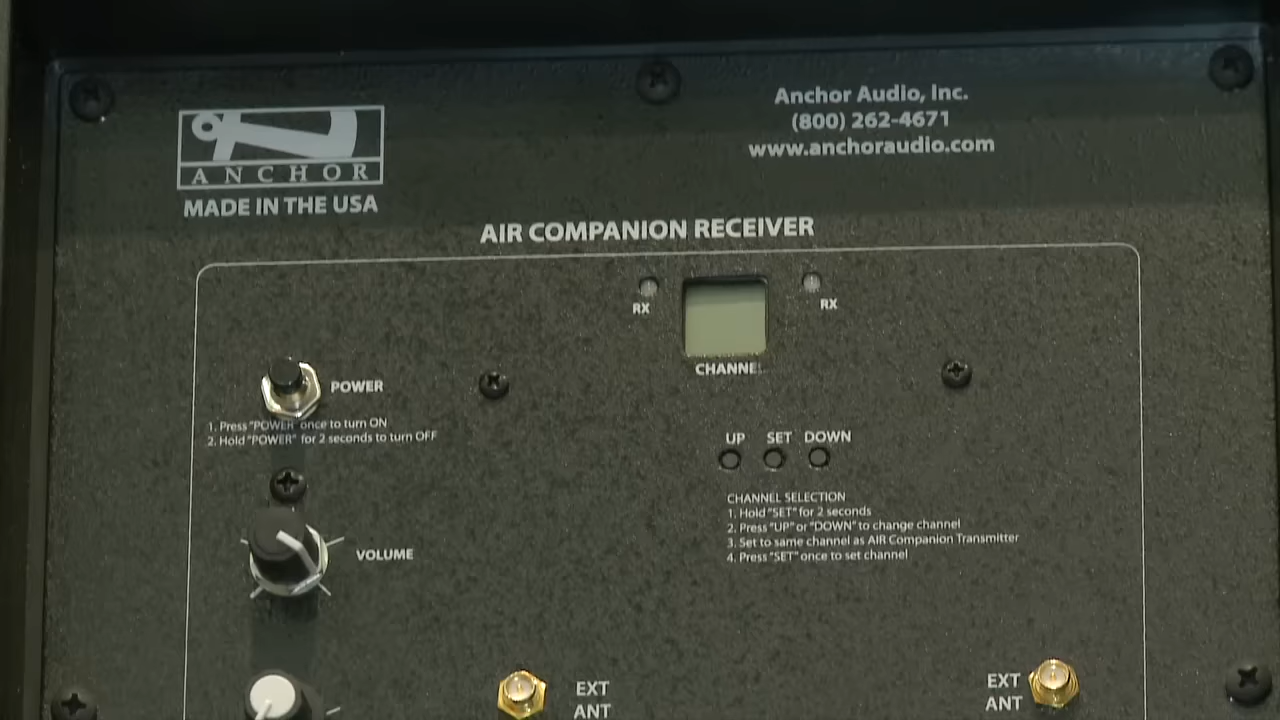 ANCHOR
MADE IN THE USA
Anchor Audio, Inc.
(800) 262-4671
www.anchoraudio.com
AIR COMPANION RECEIVER
RX
RX
CHANNEL
POWER
1. Press "POWER" once to turn ON
2. Hold "POWER" for 2 seconds to turn OFF
UP SET DOWN
CHANNEL SELECTION
1. Hold "SET" for 2 seconds
2. Press "UP" or "DOWN" to change channel
3. Set to same channel as AIR Companion Transmitter
4. Press "SET" once to set channel
VOLUME
EXT
ANT
EXT
ANT